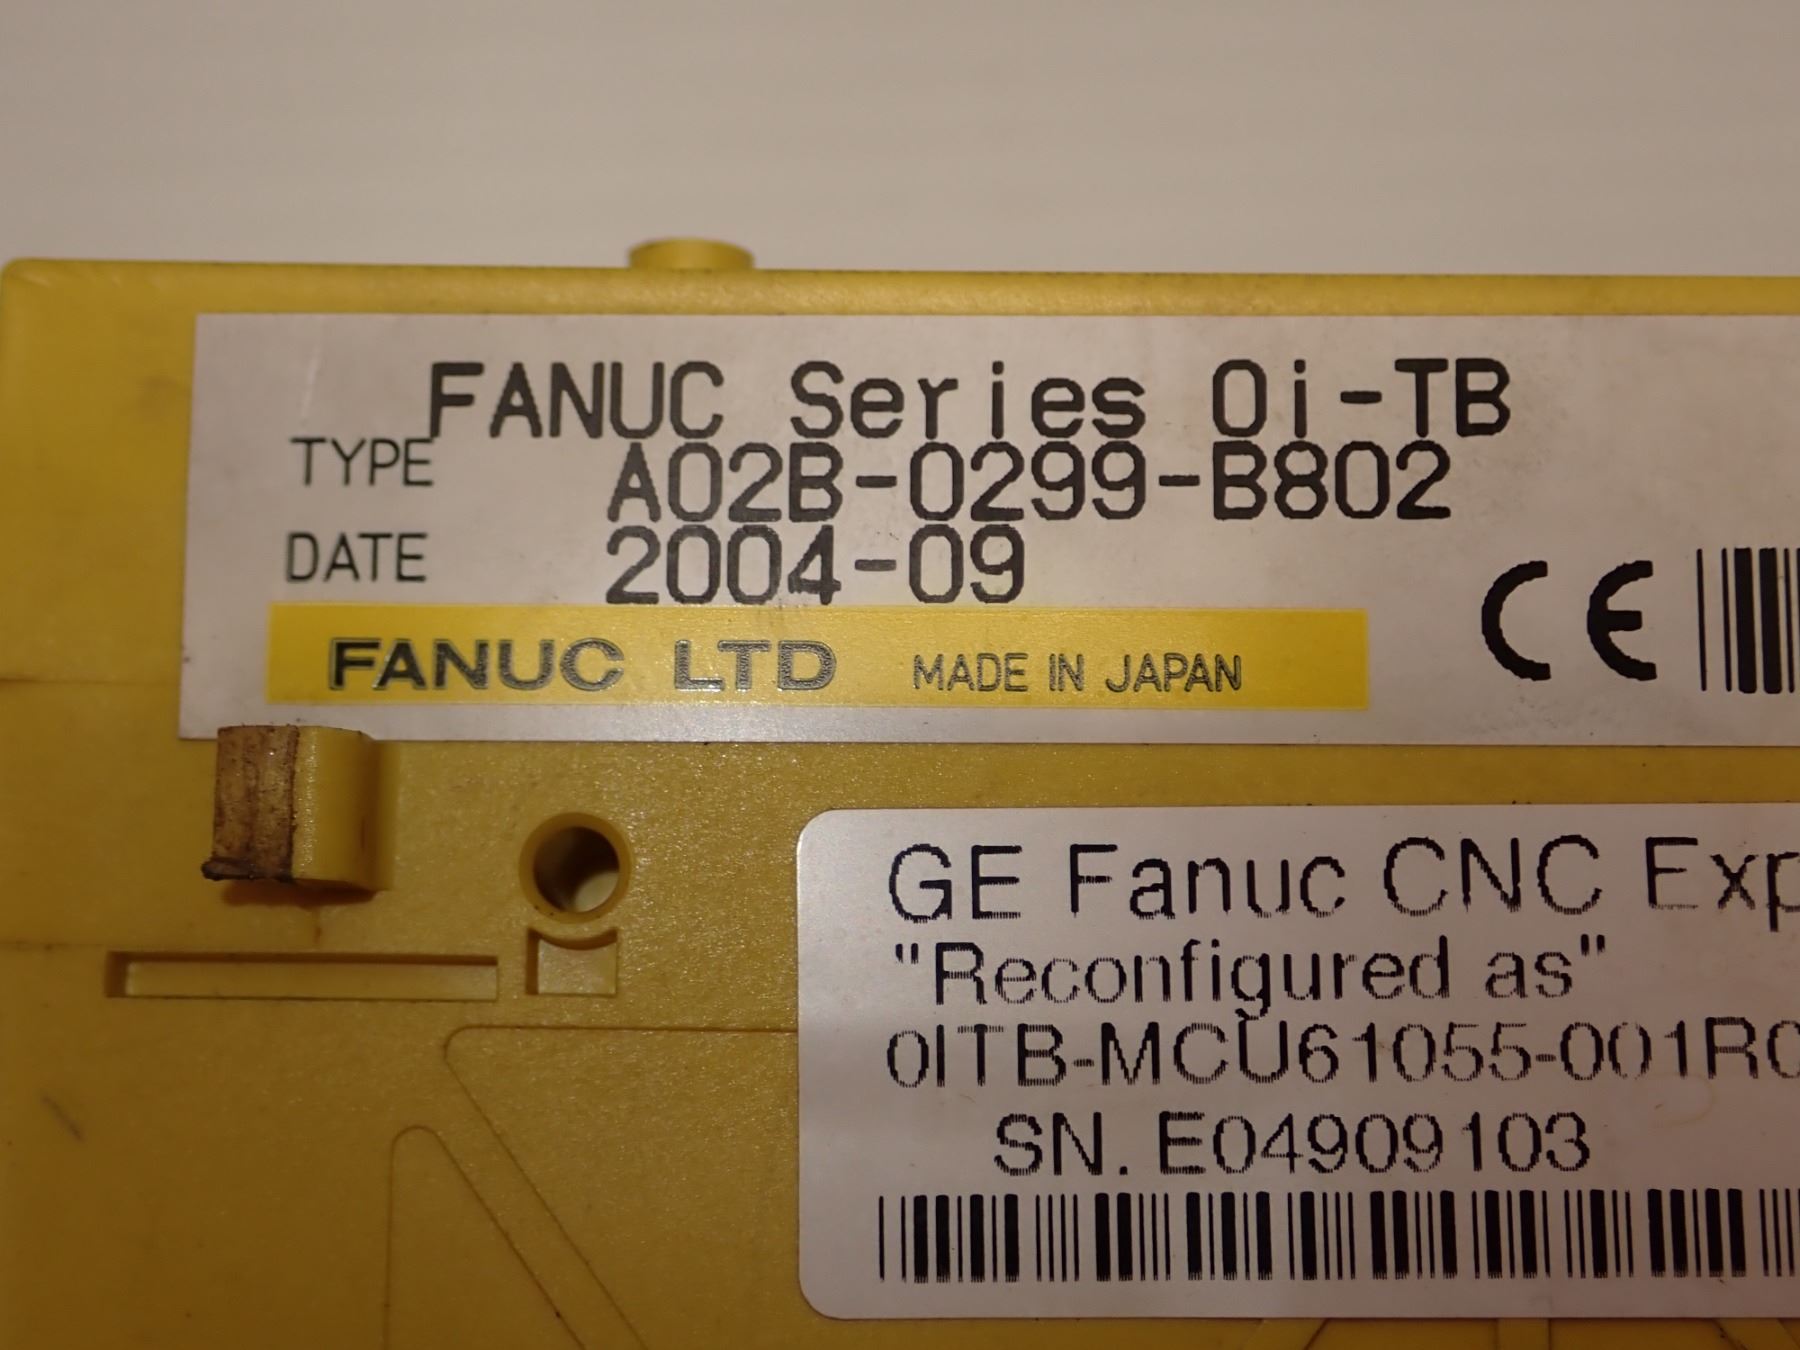 FANUC Series 0i-TB
TYPE A02B-0299-B802
DATE 2004-09
FANUC LTD MADE IN JAPAN
CE
GE Fanuc CNC Exp
"Reconfigured as"
0ITB-MCU61055-001R
SN. E04909103